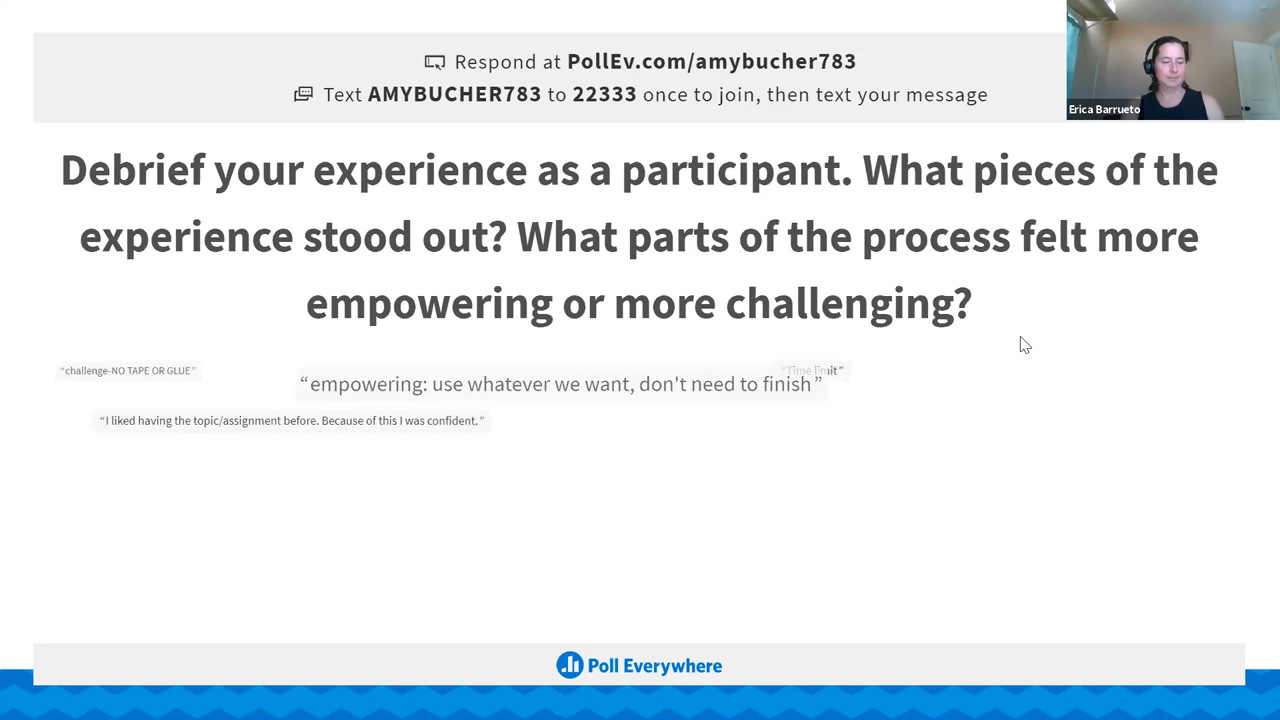 Respond at PollEv.com/amybucher783
Text AMYBUCHER783 to 22333 once to join, then text your message
Erica Barrueto
Debrief your experience as a participant. What pieces of the
experience stood out? What parts of the process felt more
empowering or more challenging?
“challenge-NO TAPE OR GLUE”
“Time limit”
“empowering: use whatever we want, don't need to finish”
“I liked having the topic/assignment before. Because of this I was confident.”
Poll Everywhere